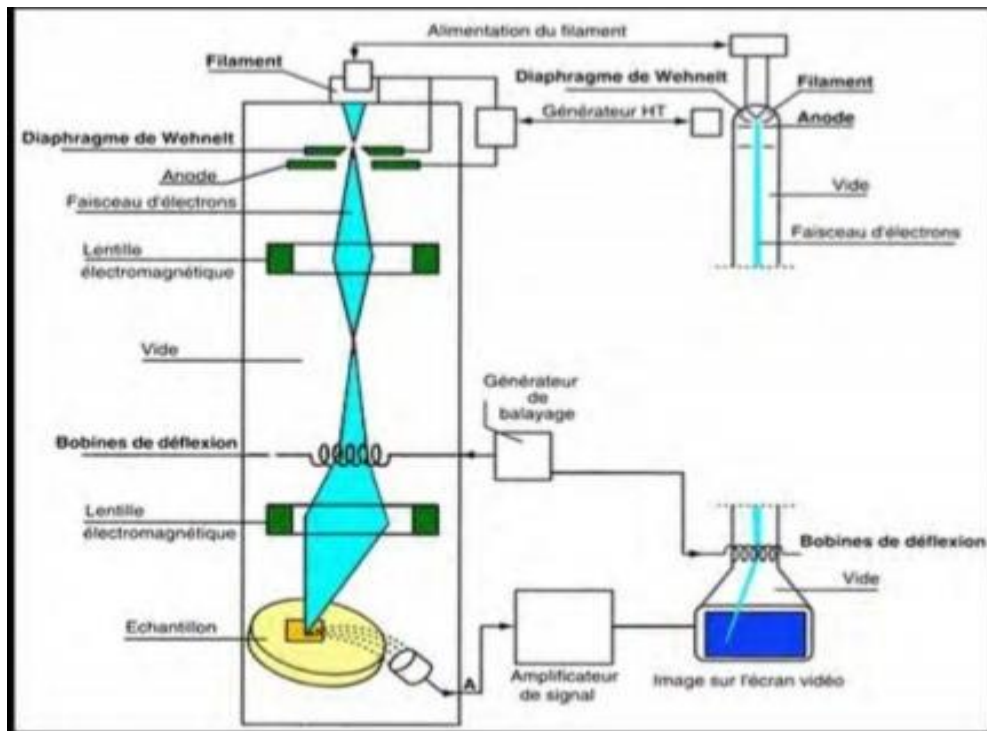 Alimentation du filament
Filament
Diaphragme de Wehnelt
Filament
Générateur HT
Anode
Diaphragme de Wehnelt
Anode
Vide
Faisceau d'électrons
Faisceau d'électrons
Lentille
électromagnétique
Vide
Générateur
de
balayage
Bobines de déflexion
Lentille
électromagnétique
Bobines de déflexion
Vide
Echantillon
A
Amplificateur
de signal
Image sur l'écran vidéo